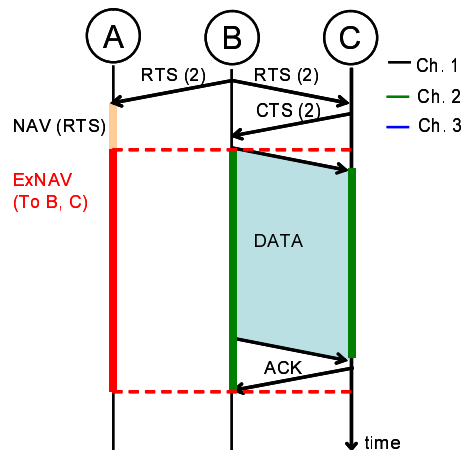 A
B
C
RTS (2)
RTS (2)
Ch. 1
Ch. 2
Ch. 3
CTS (2)
NAV (RTS)
ExNAV
(To B, C)
DATA
ACK
time